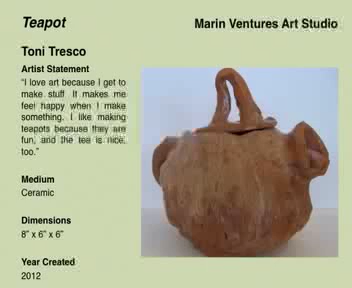 Teapot
Marin Ventures Art Studio
Toni Tresco
Artist Statement
“I love art because I get to
make stuff. It makes me
feel happy when I make
something. I like making
teapots because they are
fun, and the tea is nice,
too.”
Medium
Ceramic
Dimensions
8” x 6” x 6”
Year Created
2012